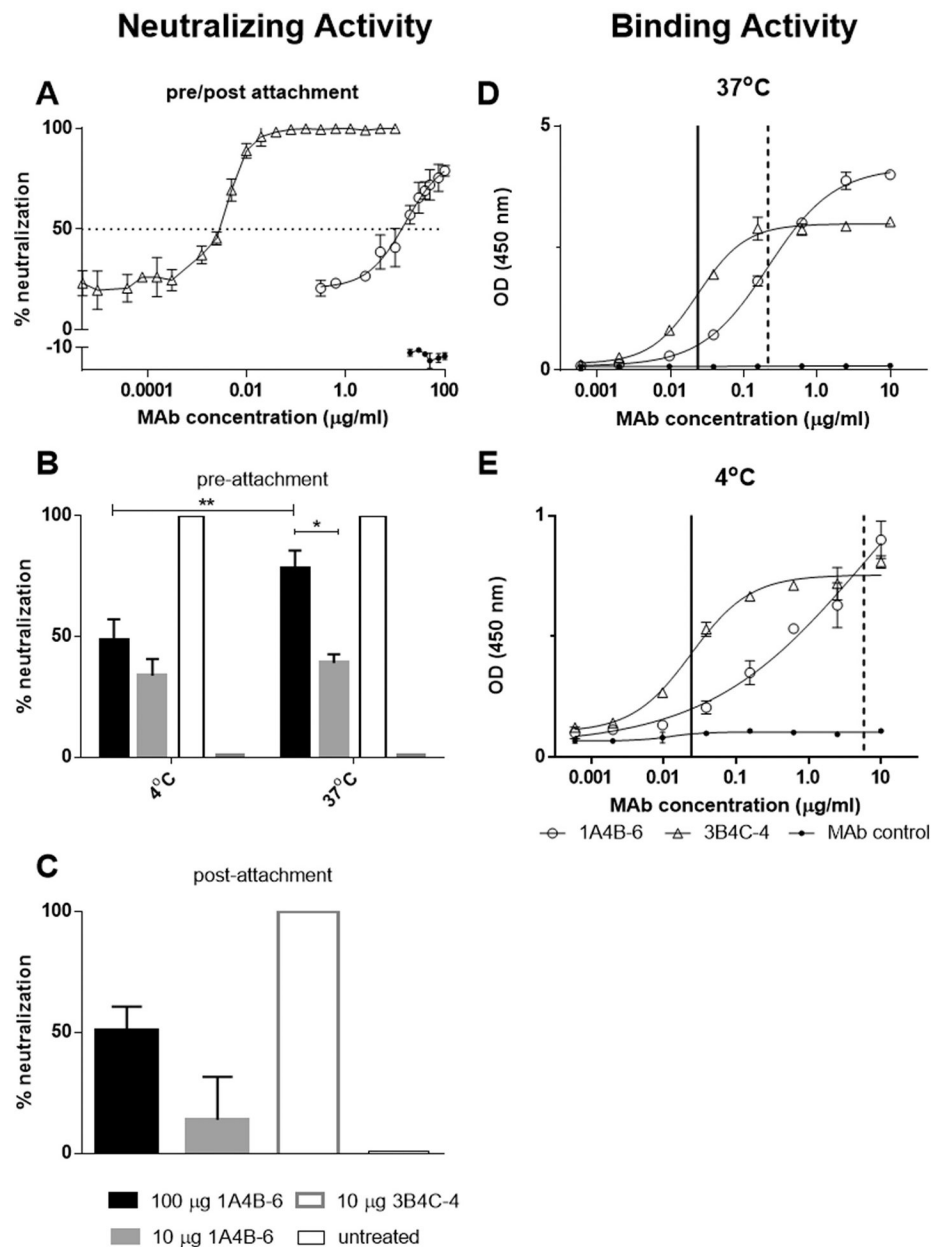 Neutralizing Activity
Binding Activity
A
pre/post attachment
100
50
0
-10
% neutralization
0.0001
0.01
1.0
100
MAb concentration (μg/ml)
B
pre-attachment
100
50
0
% neutralization
**
*
4°C
37°C
C
post-attachment
100
50
0
% neutralization
100 μg 1A4B-6
10 μg 3B4C-4
10 μg 1A4B-6
untreated
D
37°C
5
0
OD (450 nm)
0.001
0.01
0.1
1.0
10
MAb concentration (μg/ml)
E
4°C
1
0
OD (450 nm)
0.001
0.01
0.1
1.0
10
MAb concentration (μg/ml)
1A4B-6
3B4C-4
MAb control